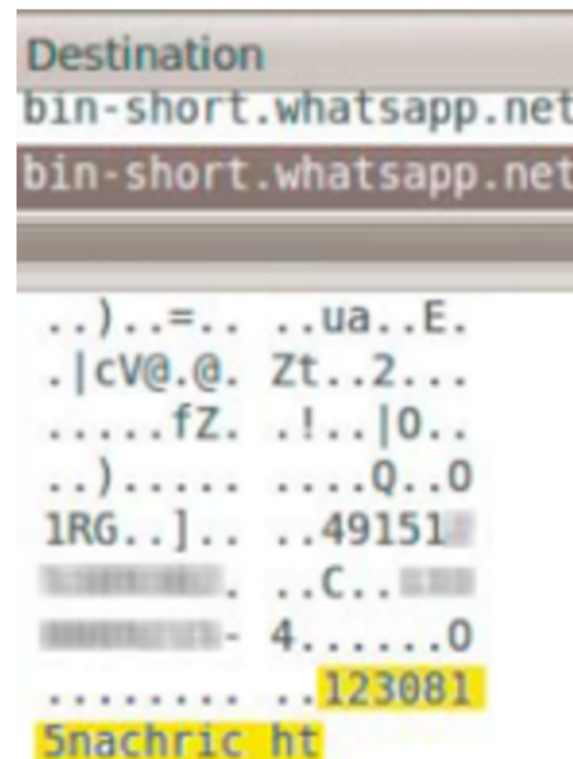 Destination
bin-short.whatsapp.net
bin-short.whatsapp.net
..)..=.. ..ua..E.
.|cV@.@. Zt..2...
.....fZ. .!..|O..
..)..... ....Q..O
1RG..].. ..49151
. ..C..
- 4......O
........ ..123081
5nachric ht